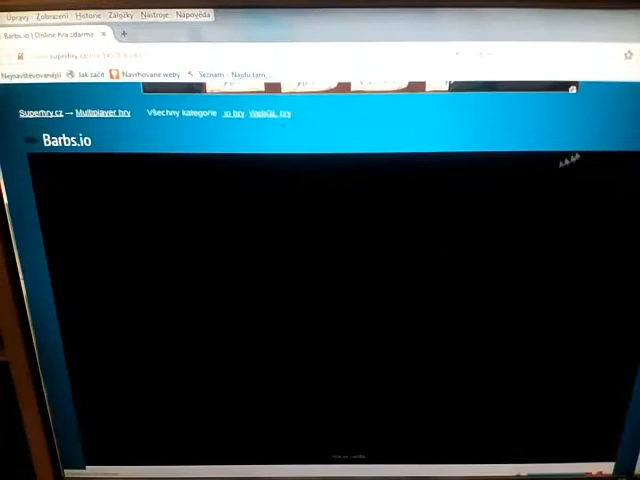 Úpravy Zobrazení Historie Záložky Nástroje Nápověda
Barbs.io | Online hra zdarma
Nejnavštěvovanější Jak začít Navrhované weby Seznam - Najdu tam,...
Superhry.cz → Multiplayer hry Všechny kategorie .io hry WebGL hry
Barbs.io